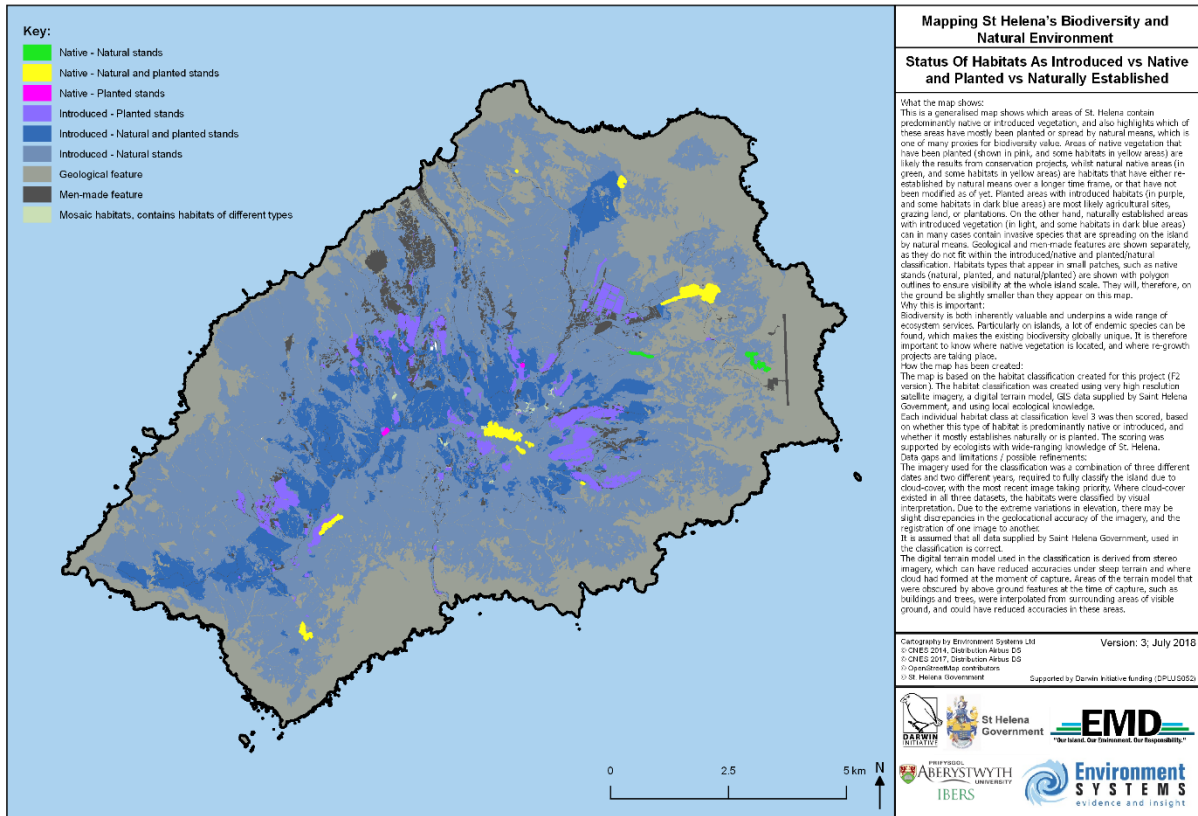 Key:
Native - Natural stands
Native - Natural and planted stands
Native - Planted stands
Introduced - Planted stands
Introduced - Natural and planted stands
Introduced - Natural stands
Geological feature
Men-made feature
Mosaic habitats, contains habitats of different types
0
2.5
5 km
N
Mapping St Helena's Biodiversity and
Natural Environment
Status Of Habitats As Introduced vs Native
and Planted vs Naturally Established
What the map shows:
This is a generalised map shows which areas of St. Helena contain
predominantly native or introduced vegetation, and also highlights which of
these areas have mostly been planted or spread by natural means, which is
one of many proxies for biodiversity value. Areas of native vegetation that
have been planted (shown in pink, and some habitats in yellow areas) are
likely the results from conservation projects, whilst natural native areas (in
green, and some habitats in yellow areas) are habitats that have either re-
established by natural means over a longer time frame, or that have not
been modified as of yet. Planted areas with introduced habitats (in purple,
and some habitats in dark blue areas) are most likely agricultural sites,
grazing land, or plantations. On the other hand, naturally established areas
with introduced vegetation (in light, and some habitats in dark blue areas)
can in many cases contain invasive species that are spreading on the island
by natural means. Geological and men-made features are shown separately,
as they do not fit within the introduced/native and planted/natural
classification. Habitats types that appear in small patches, such as native
stands (natural, planted, and natural/planted) are shown with polygon
outlines to ensure visibility at the whole island scale. They will, therefore, on
the ground be slightly smaller than they appear on this map.
Why this is important:
Biodiversity is both inherently valuable and underpins a wide range of
ecosystem services. Particularly on islands, a lot of endemic species can be
found, which makes the existing biodiversity globally unique. It is therefore
important to know where native vegetation is located, and where re-growth
projects are taking place.
How the map has been created:
The map is based on the habitat classification created for this project (F2
version). The habitat classification was created using very high resolution
satellite imagery, a digital terrain model, GIS data supplied by Saint Helena
Government, and using local ecological knowledge.
Each individual habitat class at classification level 3 was then scored, based
on whether this type of habitat is predominantly native or introduced, and
whether it mostly establishes naturally or is planted. The scoring was
supported by ecologists with wide-ranging knowledge of St. Helena.
Data gaps and limitations / possible refinements:
The imagery used for the classification was a combination of three different
dates and two different years, required to fully classify the island due to
cloud-cover, with the most recent image taking priority. Where cloud-cover
existed in all three datasets, the habitats were classified by visual
interpretation. Due to the extreme variations in elevation, there may be
slight discrepancies in the geolocational accuracy of the imagery, and the
registration of one image to another.
It is assumed that all data supplied by Saint Helena Government, used in
the classification is correct.
The digital terrain model used in the classification is derived from stereo
imagery, which can have reduced accuracies under steep terrain and where
cloud had formed at the moment of capture. Areas of the terrain model that
were obscured by above ground features at the time of capture, such as
buildings and trees, were interpolated from surrounding areas of visible
ground, and could have reduced accuracies in these areas.
Cartography by Environment Systems Ltd
Version: 3; July 2018
© CNES 2014, Distribution Airbus DS
© CNES 2017, Distribution Airbus DS
© OpenStreetMap contributors
© St. Helena Government
Supported by Darwin Initiative funding (DPLUS052)
DARWIN
INITIATIVE
St Helena
Government
EMD
"Our Island. Our Environment. Our Responsibility."
PRIFYSGOL
ABERYSTWYTH
UNIVERSITY
IBERS
Environment
SYSTEMS
evidence and insight